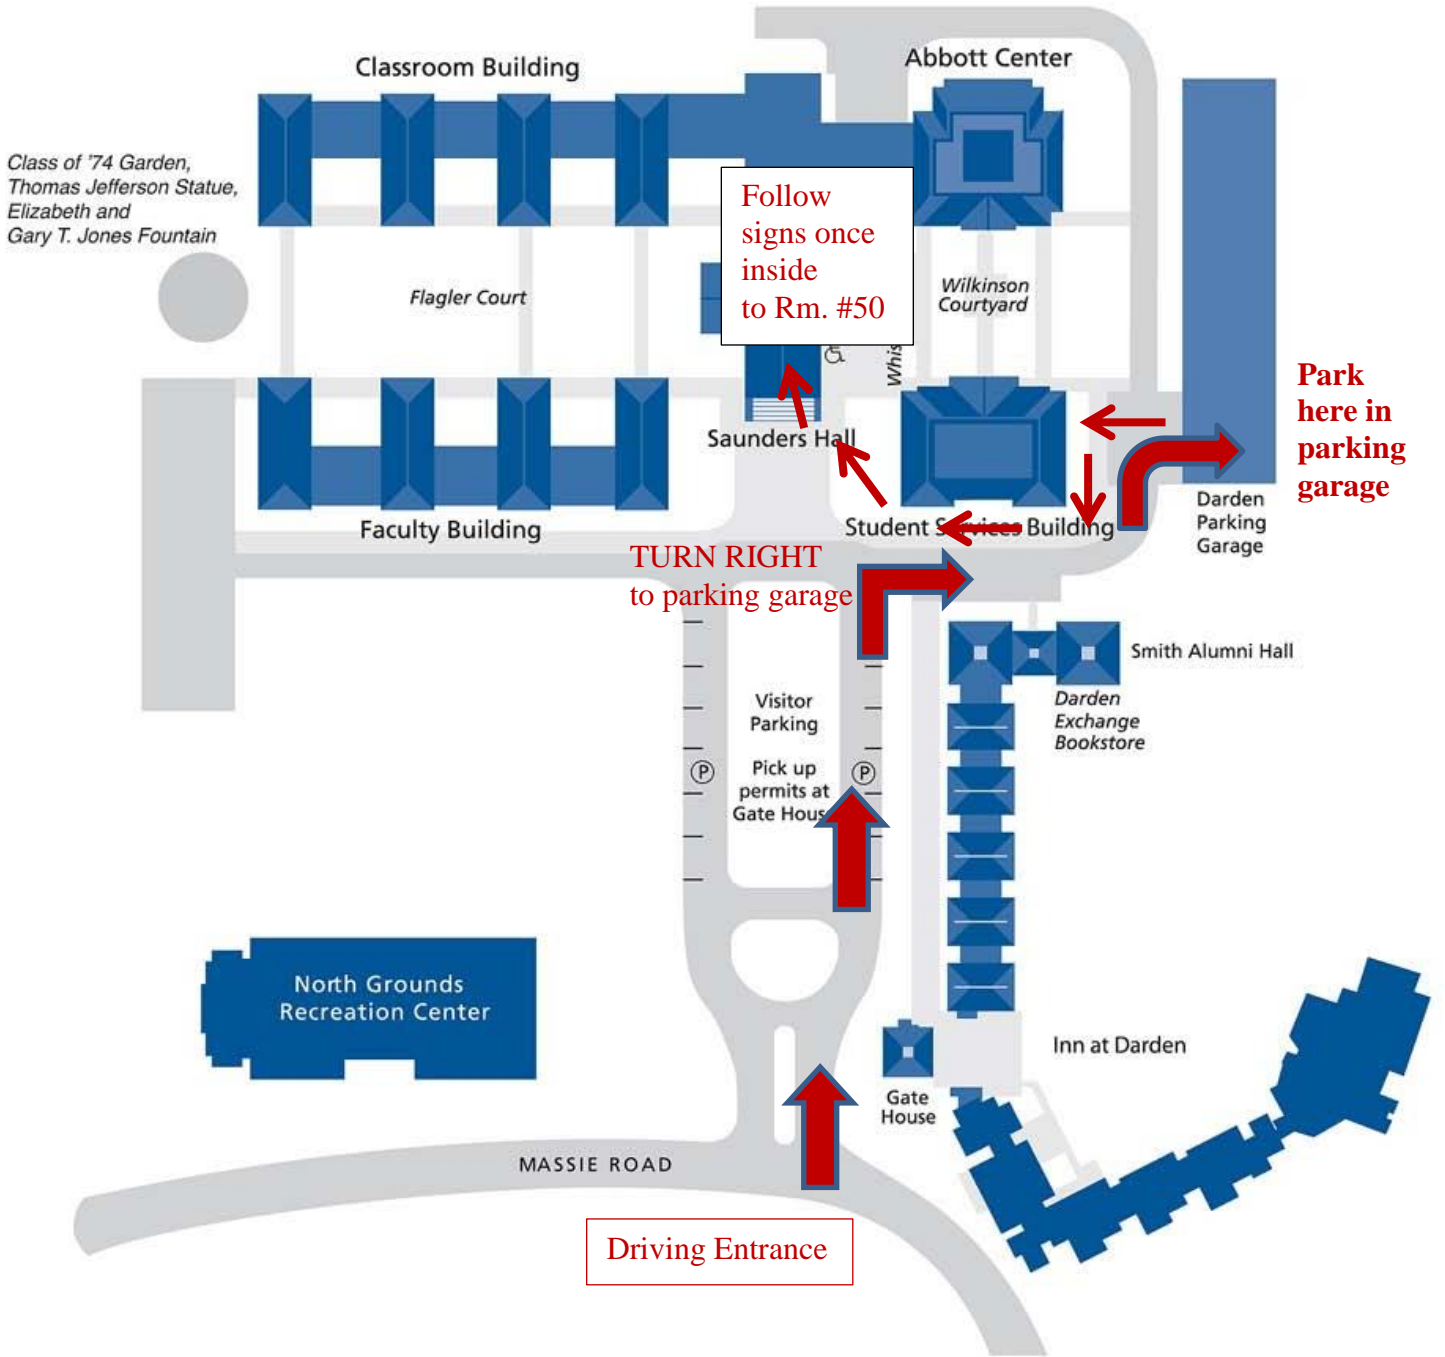 Classroom Building
Abbott Center
Class of '74 Garden,
Thomas Jefferson Statue,
Elizabeth and
Gary T. Jones Fountain
Follow
signs once
inside
to Rm. #50
Flagler Court
Wilkinson
Courtyard
Whis
Park
here in
parking
garage
Saunders Hall
Darden
Parking
Garage
Faculty Building
Student Services Building
TURN RIGHT
to parking garage
Smith Alumni Hall
Darden
Exchange
Bookstore
Visitor
Parking
P
P
Pick up
permits at
Gate Hous
North Grounds
Recreation Center
Inn at Darden
Gate
House
MASSIE ROAD
Driving Entrance